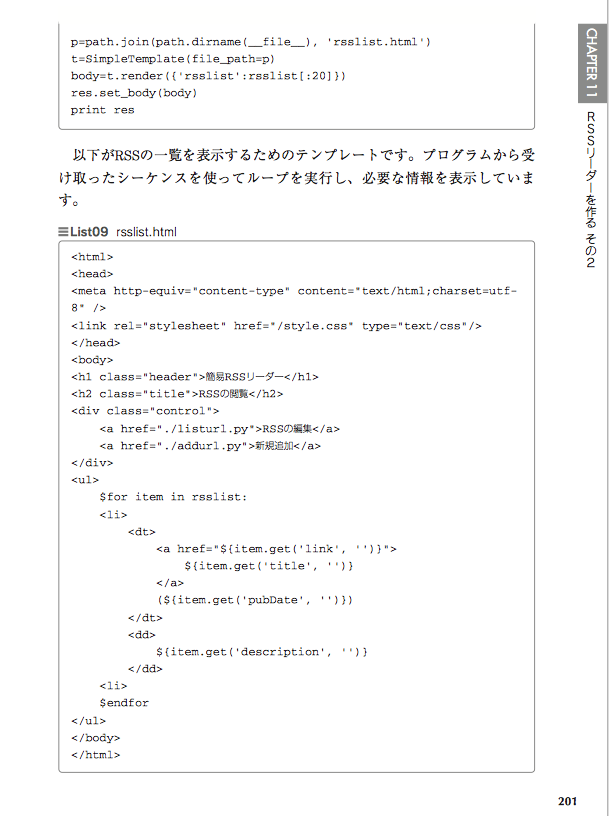 p=path.join(path.dirname(__file__), 'rsslist.html')
t=SimpleTemplate(file_path=p)
body=t.render({'rsslist':rsslist[:20]})
res.set_body(body)
print res
以下がRSSの一覧を表示するためのテンプレートです。プログラムから受
け取ったシーケンスを使ってループを実行し、必要な情報を表示していま
す。
List09 rsslist.html
<html>
<head>
<meta http-equiv="content-type" content="text/html;charset=utf-
8" />
<link rel="stylesheet" href="/style.css" type="text/css"/>
</head>
<body>
<h1 class="header">簡易RSSリーダー</h1>
<h2 class="title">RSSの閲覧</h2>
<div class="control">
    <a href="./listurl.py">RSSの編集</a>
    <a href="./addurl.py">新規追加</a>
</div>
<ul>
    $for item in rsslist:
    <li>
        <dt>
            <a href="${item.get('link', '')}">
                ${item.get('title', '')}
            </a>
            (${item.get('pubDate', '')})
        </dt>
        <dd>
            ${item.get('description', '')}
        </dd>
    <li>
    $endfor
</ul>
</body>
</html>
CHAPTER 11
RSSリーダーを作る その2
201